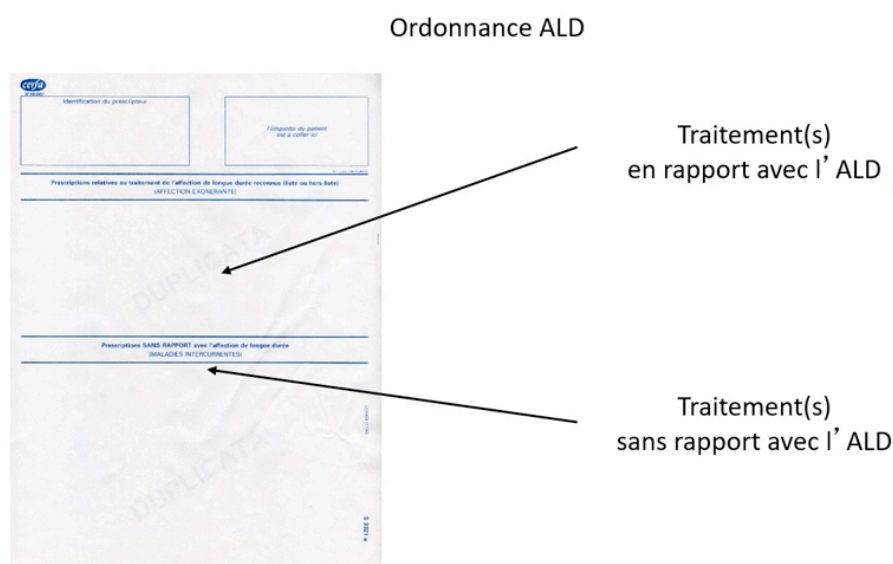 Ordonnance ALD
cerfa
Identification du prescripteur
l'étiquette du patient
est à coller ici
Prescriptions relatives au traitement de l'affection de longue durée reconnue (liste ou hors liste)
(AFFECTION EXONERANTE)
DUPLICATA
Prescriptions SANS RAPPORT avec l'affection de longue durée
(MALADIES INTERCURRENTES)
DUPLICATA
Traitement(s)
en rapport avec l’ALD
Traitement(s)
sans rapport avec l’ALD